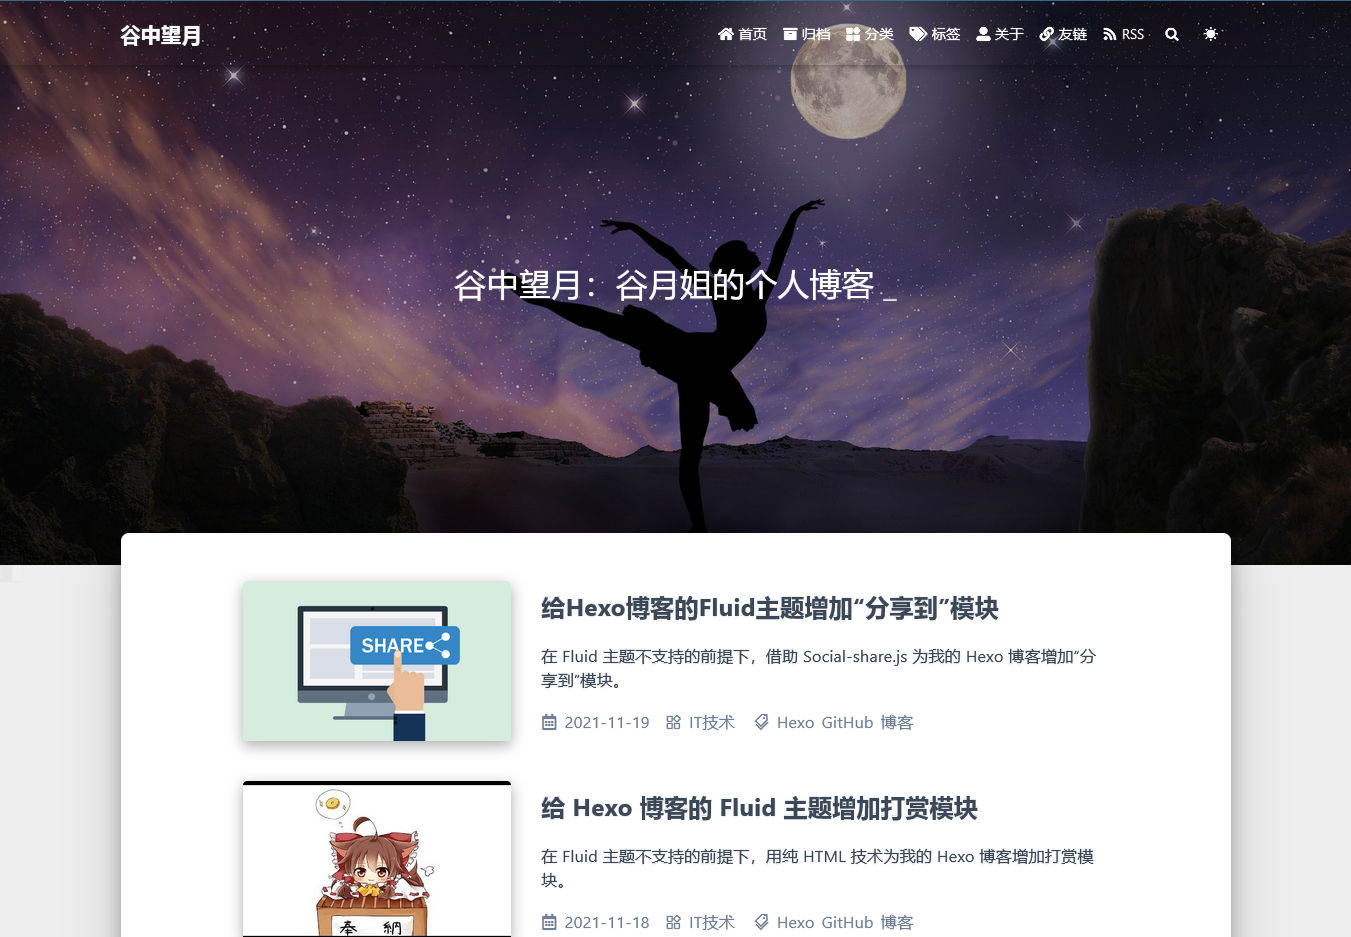 谷中望月
首页 归档 分类 标签 关于 友链 RSS
谷中望月：谷月姐的个人博客 _
SHARE
给Hexo博客的Fluid主题增加“分享到”模块
在 Fluid 主题不支持的前提下，借助 Social-share.js 为我的 Hexo 博客增加“分
享到”模块。
2021-11-19 IT技术 Hexo GitHub 博客
奉 納
给 Hexo 博客的 Fluid 主题增加打赏模块
在 Fluid 主题不支持的前提下，用纯 HTML 技术为我的 Hexo 博客增加打赏模
块。
2021-11-18 IT技术 Hexo GitHub 博客